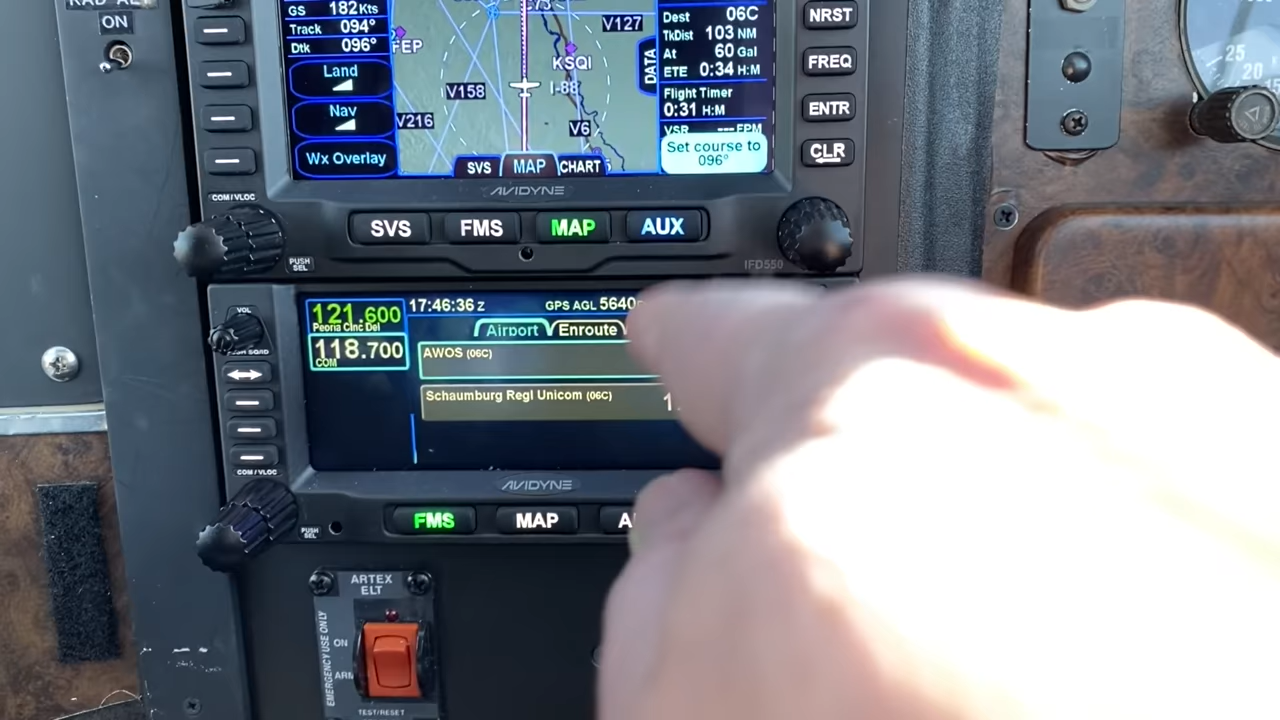 RAD AL
ON
GS 182Kts
Track 094°
Dtk 096°
Land
Nav
Wx Overlay
FEP
V158
V216
V127
KSQI
I-88
V6
SVS MAP CHART
DATA
Dest 06C
TkDist 103 NM
At 60 Gal
ETE 0:34 H:M
Flight Timer
0:31 H:M
VSR --- FPM
Set course to
096°
NRST
FREQ
ENTR
CLR
25
20
COM/VLOC
PUSH
SEL
AVIDYNE
SVS FMS MAP AUX
IFD550
VOL
PUSH SQRD
121.600
Peoria Clnc Del
118.700
COM
17:46:36 Z
GPS AGL 5640
Airport Enroute
AWOS (06C)
Schaumburg Regl Unicom (06C)
COM/VLOC
PUSH
SEL
AVIDYNE
FMS MAP
ARTEX
ELT
EMERGENCY USE ONLY
ON
ARM
TEST/RESET